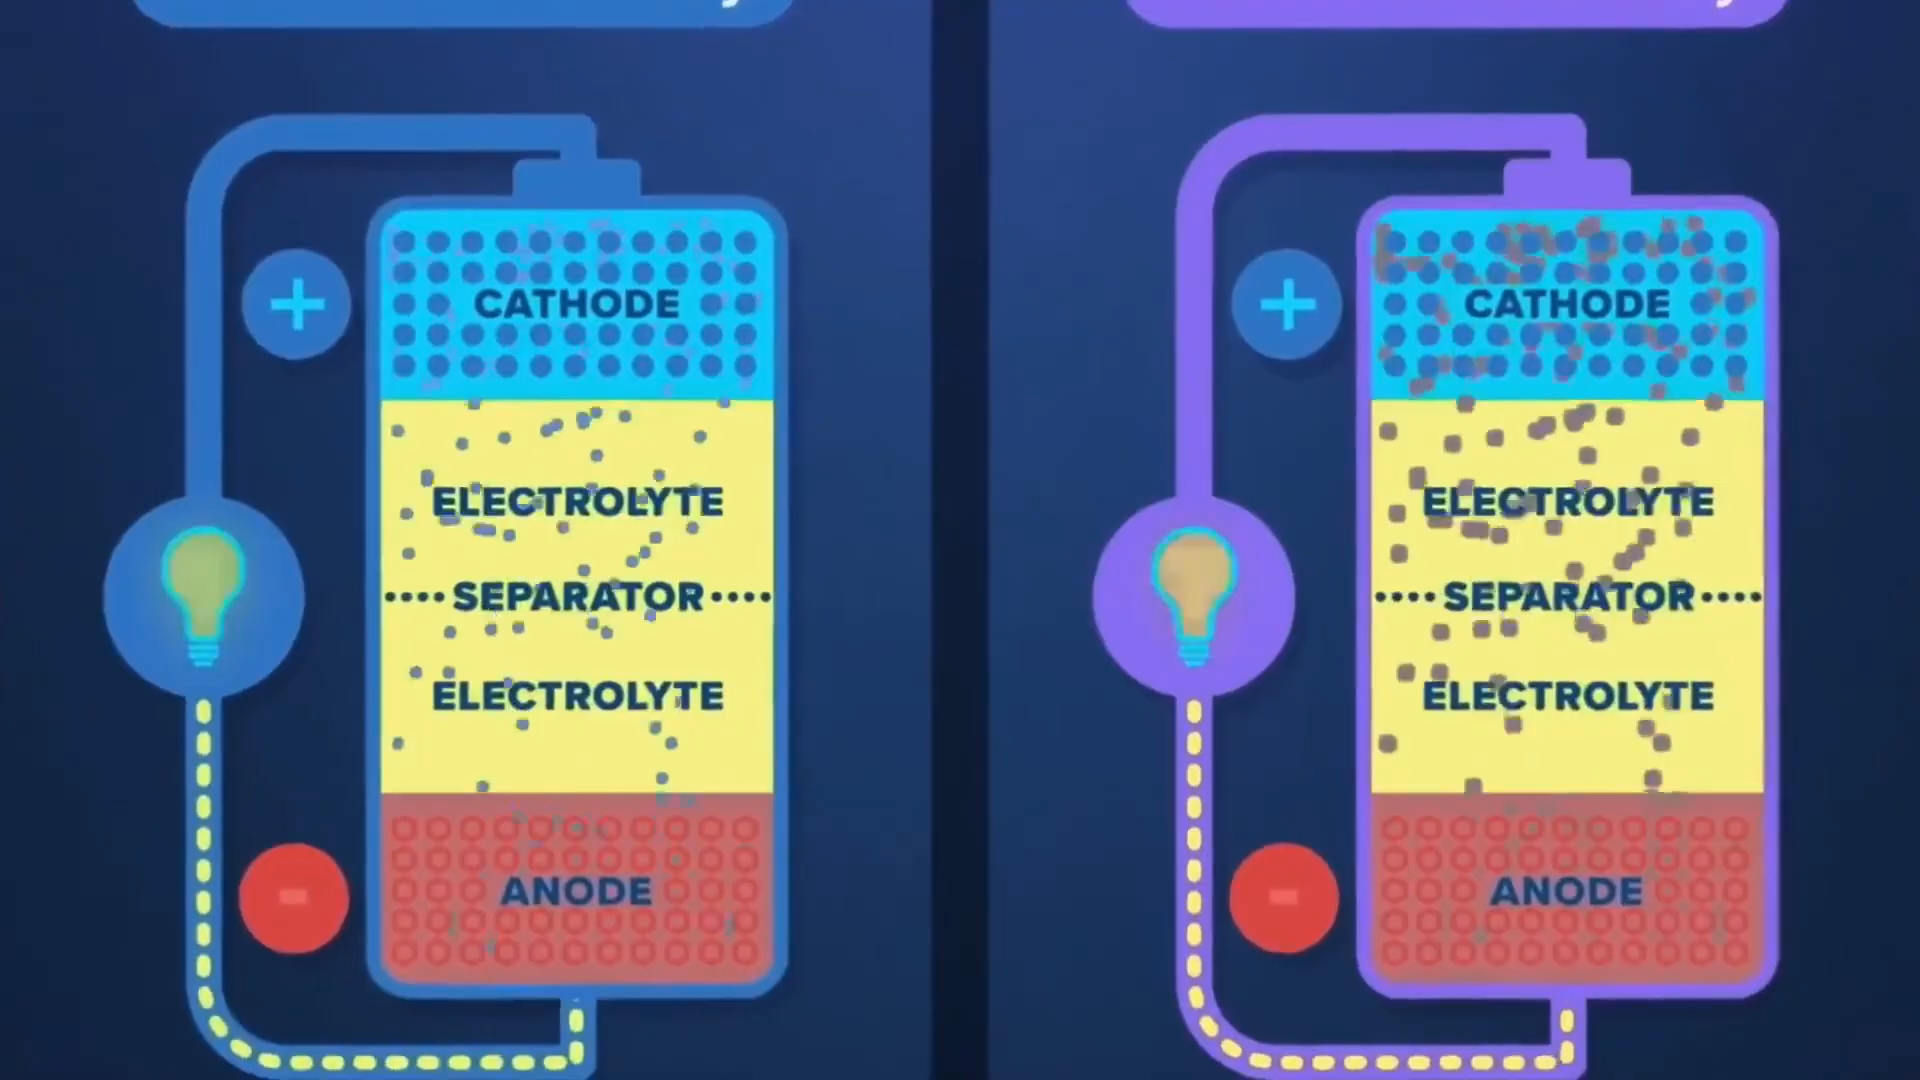 CATHODE
ELECTROLYTE
SEPARATOR
ELECTROLYTE
ANODE
+
-
CATHODE
ELECTROLYTE
SEPARATOR
ELECTROLYTE
ANODE
+
-